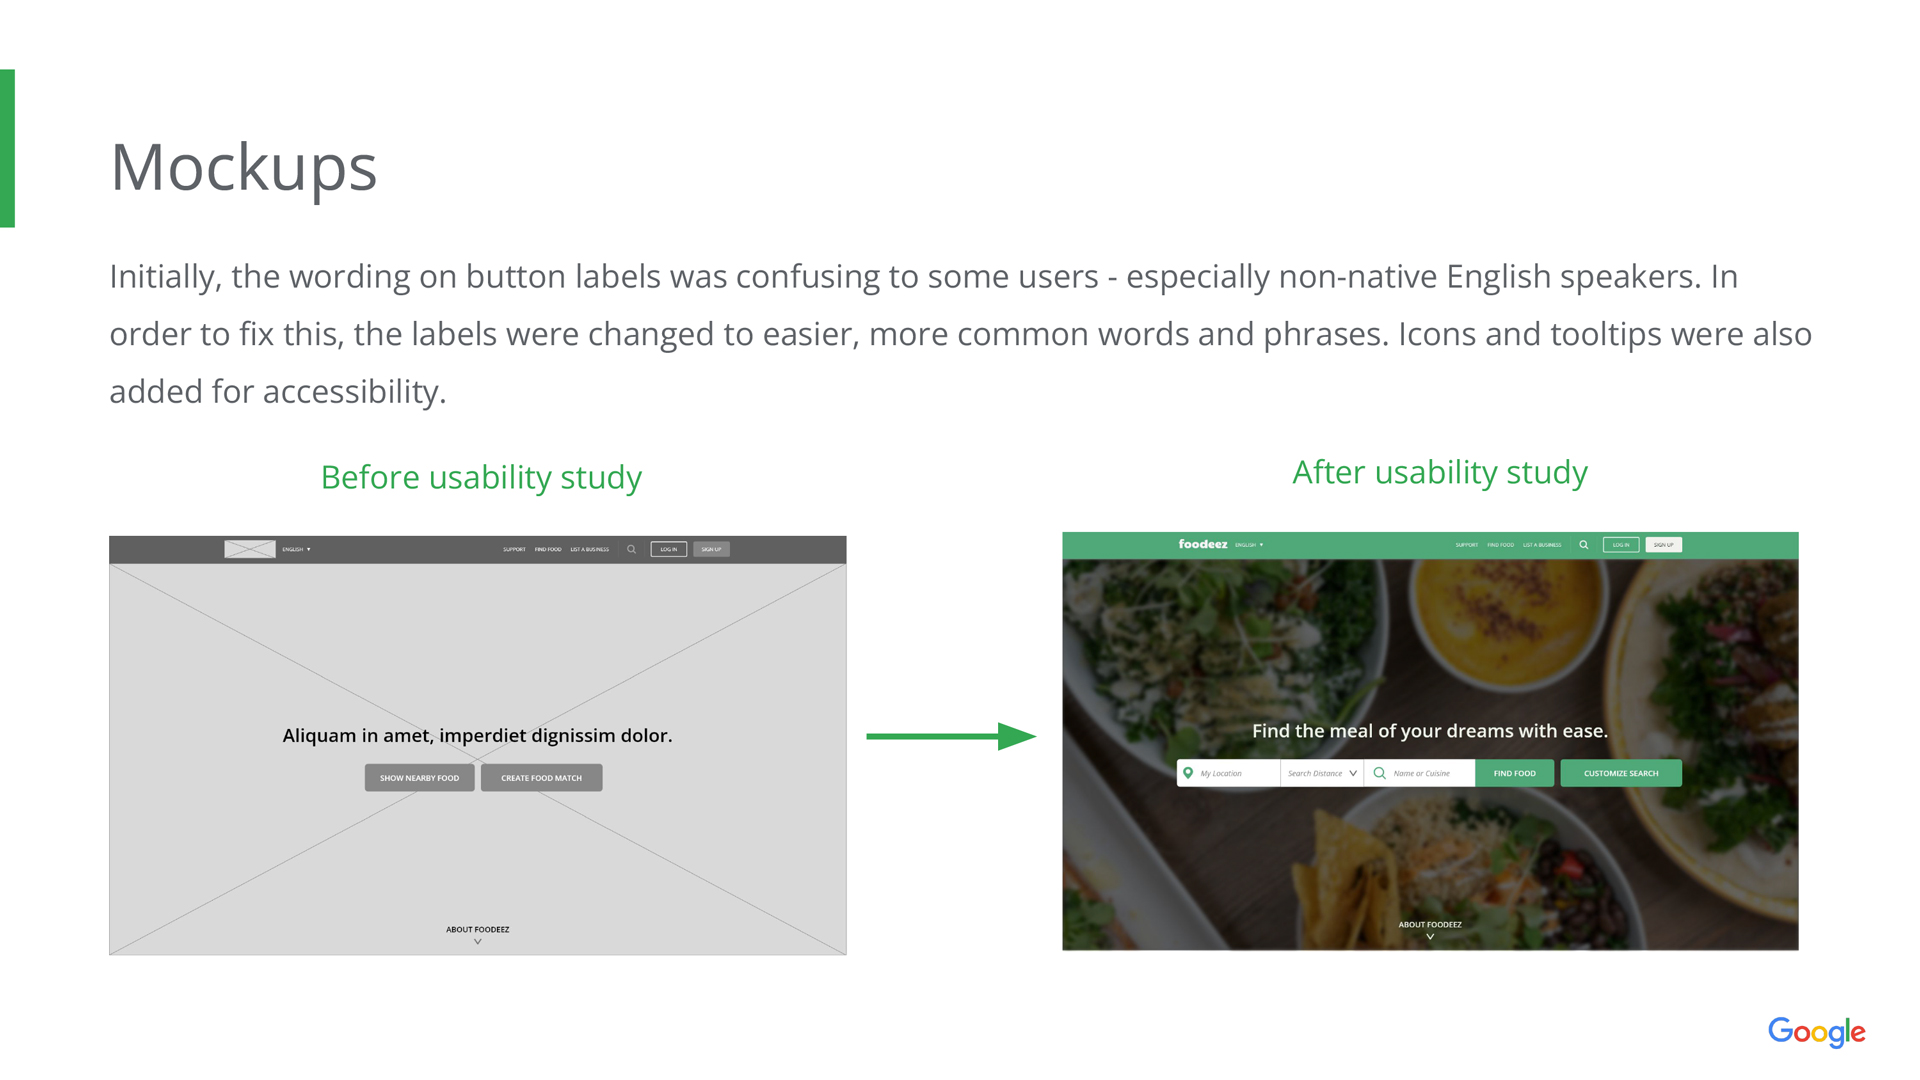 Mockups
Initially, the wording on button labels was confusing to some users - especially non-native English speakers. In
order to fix this, the labels were changed to easier, more common words and phrases. Icons and tooltips were also
added for accessibility.
Before usability study
After usability study
ENGLISH ▼ SUPPORT FIND FOOD LIST A BUSINESS LOG IN SIGN UP
Aliquam in amet, imperdiet dignissim dolor.
SHOW NEARBY FOOD CREATE FOOD MATCH
ABOUT FOODEEZ
foodeez ENGLISH ▼ SUPPORT FIND FOOD LIST A BUSINESS LOG IN SIGN UP
Find the meal of your dreams with ease.
My Location Search Distance Name or Cuisine FIND FOOD CUSTOMIZE SEARCH
ABOUT FOODEEZ
Google